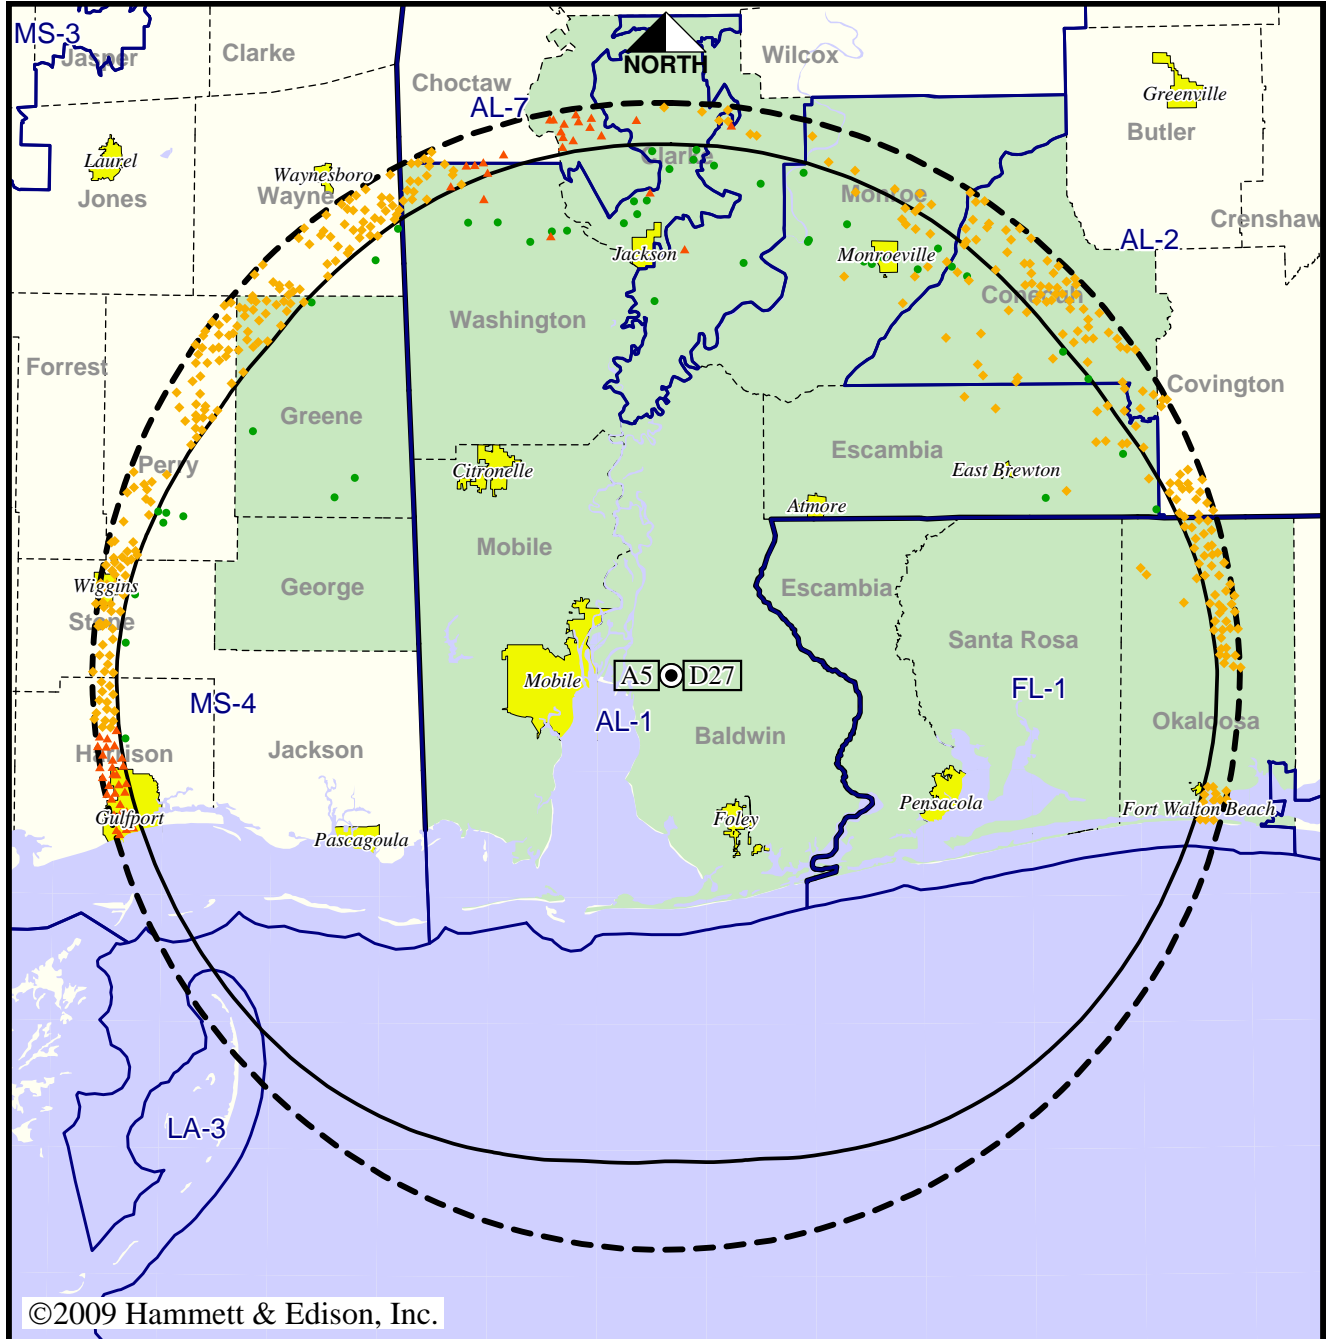 MS-3
Jasper
Clarke
Choctaw
NORTH
Wilcox
Greenville
Butler
AL-7
Laurel
Jones
Waynesboro
Wayne
Clarke
Monroe
Crenshaw
AL-2
Jackson
Monroeville
Conecuh
Washington
Forrest
Covington
Greene
Perry
Citronelle
Escambia
East Brewton
Atmore
Mobile
Wiggins
George
Escambia
Stone
Santa Rosa
Mobile
A5
D27
FL-1
MS-4
AL-1
Okaloosa
Harrison
Jackson
Baldwin
Gulfport
Pascagoula
Foley
Pensacola
Fort Walton Beach
LA-3
©2009 Hammett & Edison, Inc.